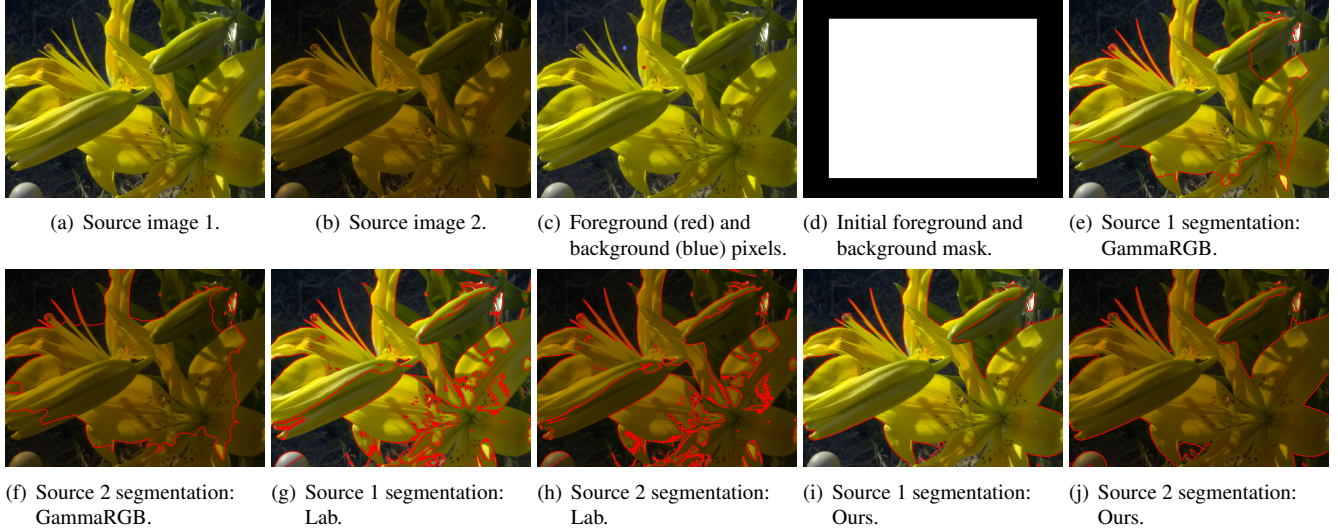 (a) Source image 1.
(b) Source image 2.
(c) Foreground (red) and
background (blue) pixels.
(d) Initial foreground and
background mask.
(e) Source 1 segmentation:
GammaRGB.
(f) Source 2 segmentation:
GammaRGB.
(g) Source 1 segmentation:
Lab.
(h) Source 2 segmentation:
Lab.
(i) Source 1 segmentation:
Ours.
(j) Source 2 segmentation:
Ours.